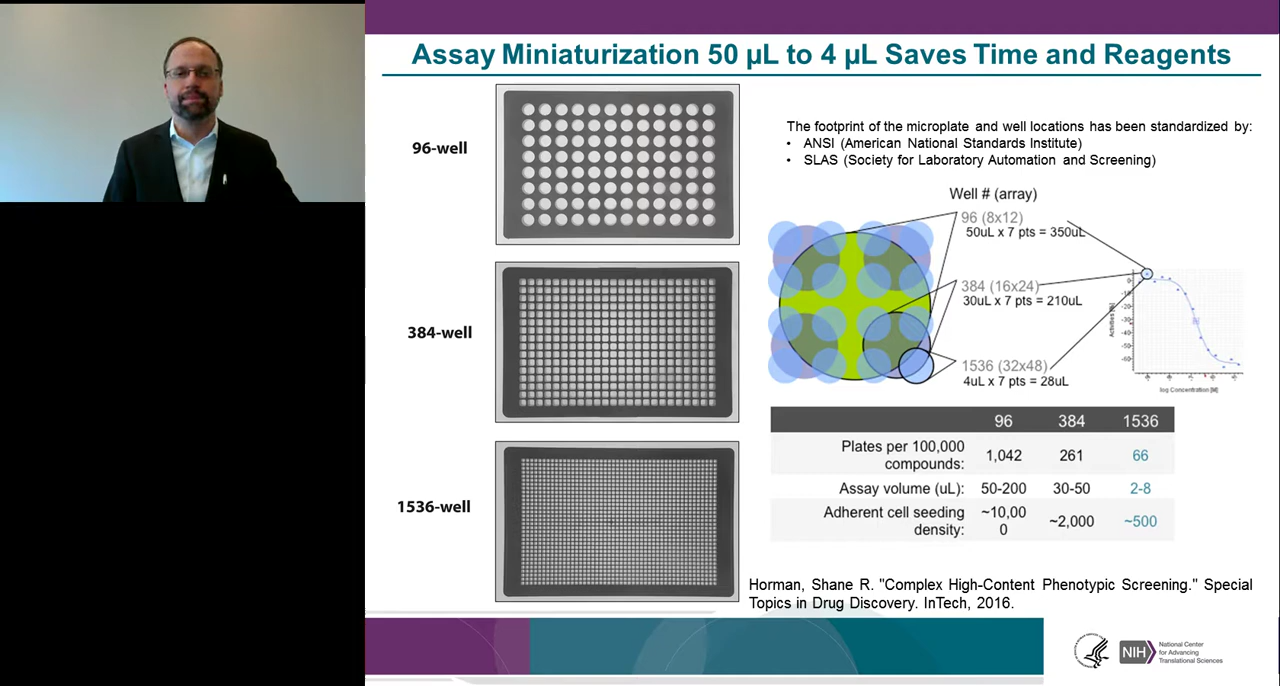 Assay Miniaturization 50 µL to 4 µL Saves Time and Reagents
96-well
384-well
1536-well
The footprint of the microplate and well locations has been standardized by:
• ANSI (American National Standards Institute)
• SLAS (Society for Laboratory Automation and Screening)
Well # (array)
96 (8x12)
50uL x 7 pts = 350uL
384 (16x24)
30uL x 7 pts = 210uL
1536 (32x48)
4uL x 7 pts = 28uL
0
-30
-40
-50
-60
log Concentration [M]
96 384 1536
Plates per 100,000
compounds: 1,042 261 66
Assay volume (uL): 50-200 30-50 2-8
Adherent cell seeding
density: ~10,00
0 ~2,000 ~500
Horman, Shane R. "Complex High-Content Phenotypic Screening." Special
Topics in Drug Discovery. InTech, 2016.
NIH
National Center
for Advancing
Translational Sciences